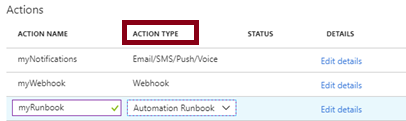 Actions
ACTION NAME ACTION TYPE STATUS DETAILS
myNotifications Email/SMS/Push/Voice Edit details
myWebhook Webhook Edit details
myRunbook Automation Runbook Edit details